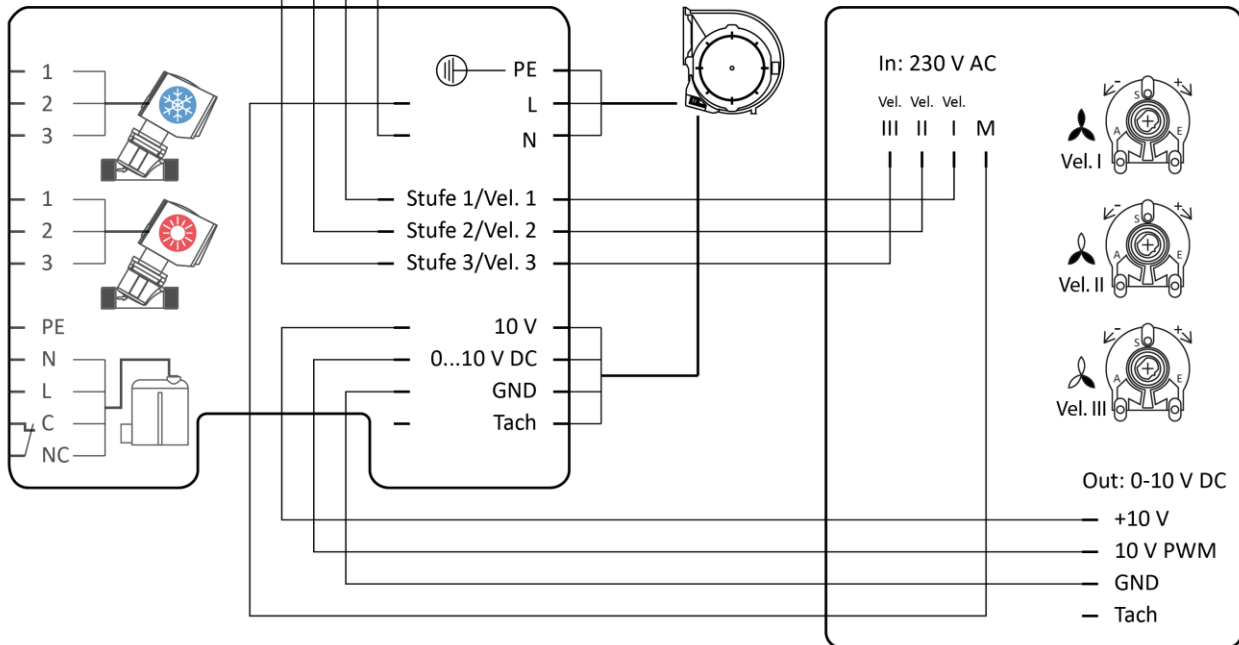 1
2
3
1
2
3
PE
N
L
C
NC
PE
L
N
Stufe 1/Vel. 1
Stufe 2/Vel. 2
Stufe 3/Vel. 3
10 V
0...10 V DC
GND
Tach
In: 230 V AC
Vel. Vel. Vel.
III II I M
- S +
A E
Vel. I
- S +
A E
Vel. II
- S +
A E
Vel. III
Out: 0-10 V DC
+10 V
10 V PWM
GND
Tach